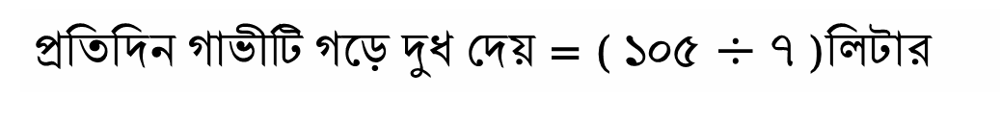 প্রতিদিন গাভীটি গড়ে দুধ দেয় = ( ১০৫ ÷ ৭ )লিটার